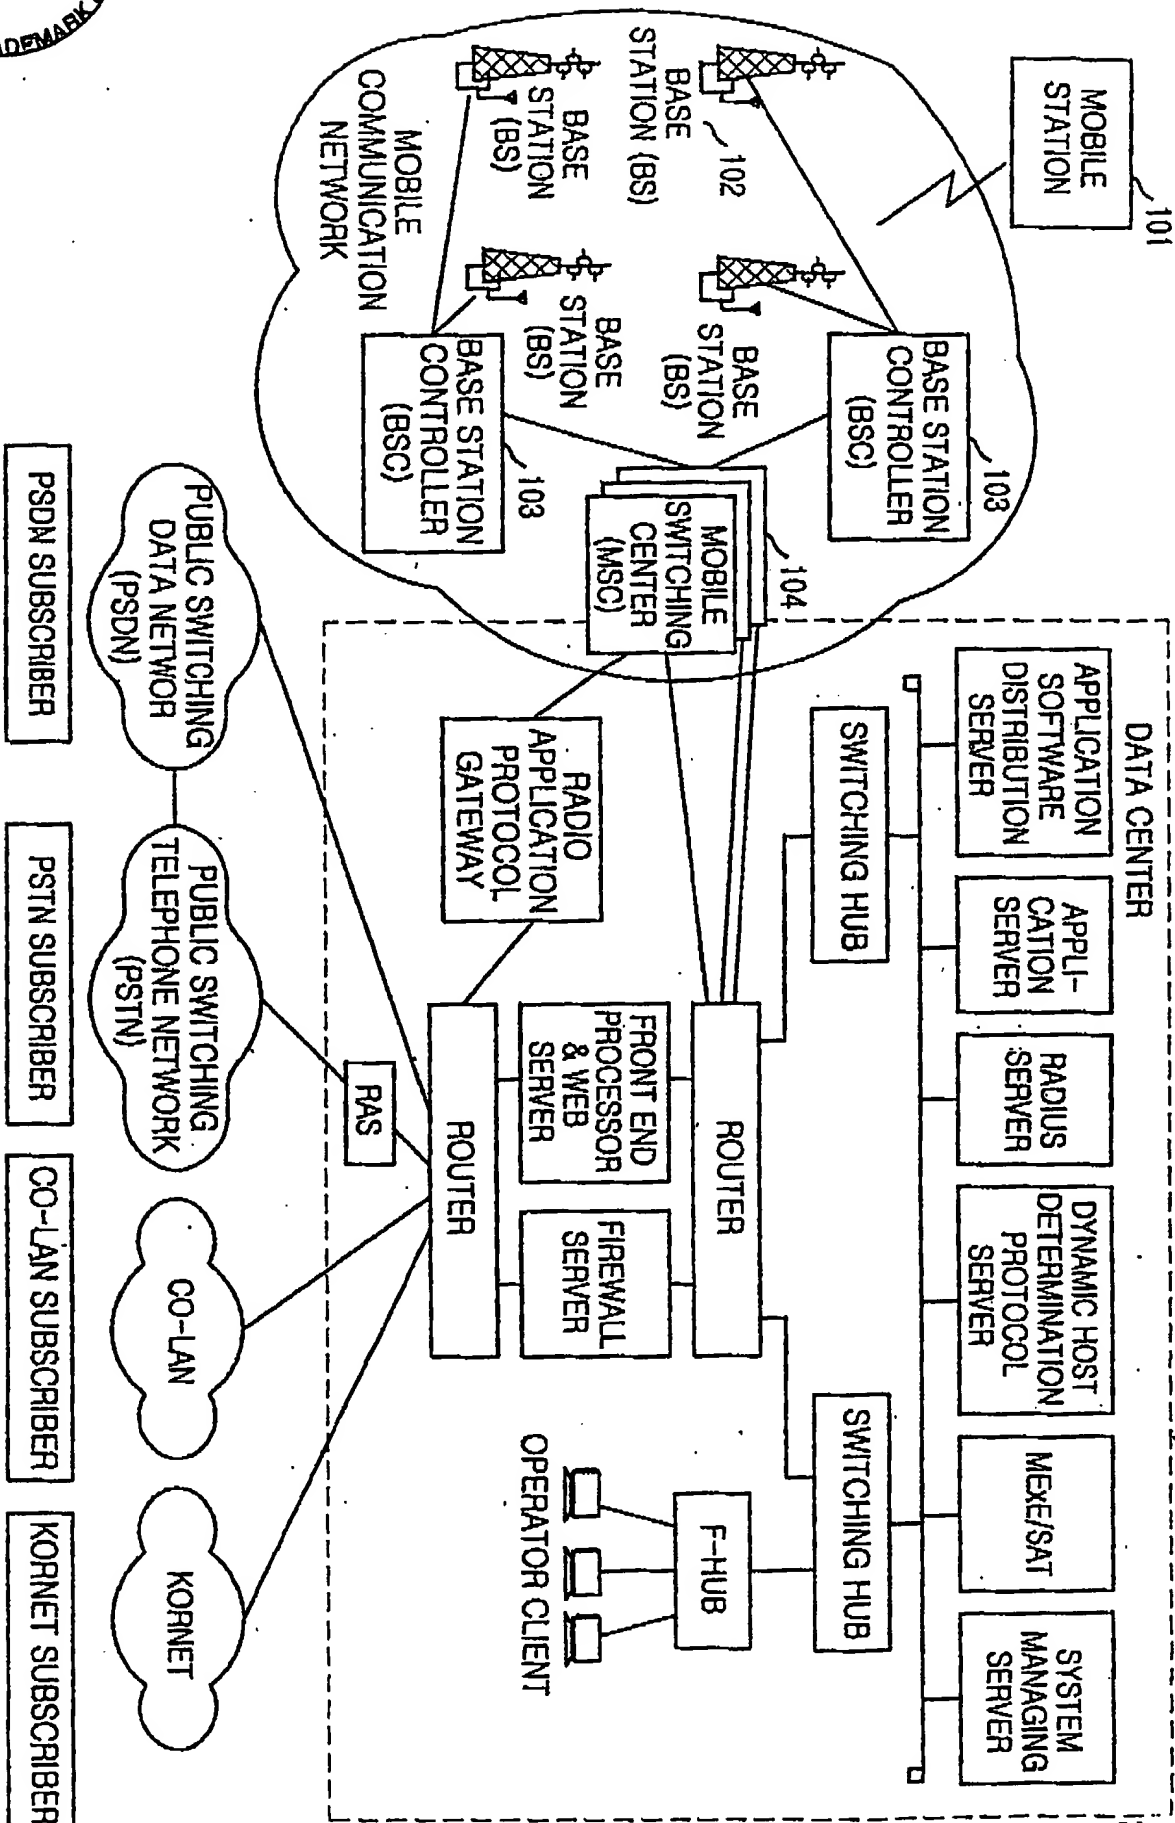 DEMARK
MOBILE
STATION
101
BASE
STATION (BS)
102
BASE
STATION
(BS)
BASE
STATION
(BS)
BASE
STATION
(BS)
MOBILE
COMMUNICATION
NETWORK
BASE STATION
CONTROLLER
(BSC)
103
BASE STATION
CONTROLLER
(BSC)
103
MOBILE
SWITCHING
CENTER
(MSC)
104
DATA CENTER
APPLICATION
SOFTWARE
DISTRIBUTION
SERVER
APPLI-
CATION
SERVER
RADIUS
SERVER
DYNAMIC HOST
DETERMINATION
PROTOCOL
SERVER
MExE/SAT
SYSTEM
MANAGING
SERVER
SWITCHING HUB
SWITCHING HUB
RADIO
APPLICATION
PROTOCOL
GATEWAY
ROUTER
FRONT END
PROCESSOR
& WEB
SERVER
FIREWALL
SERVER
F-HUB
OPERATOR CLIENT
ROUTER
RAS
PUBLIC SWITCHING
DATA NETWOR
(PSDN)
PUBLIC SWITCHING
TELEPHONE NETWORK
(PSTN)
CO-LAN
KORNET
PSDN SUBSCRIBER
PSTN SUBSCRIBER
CO-LAN SUBSCRIBER
KORNET SUBSCRIBER